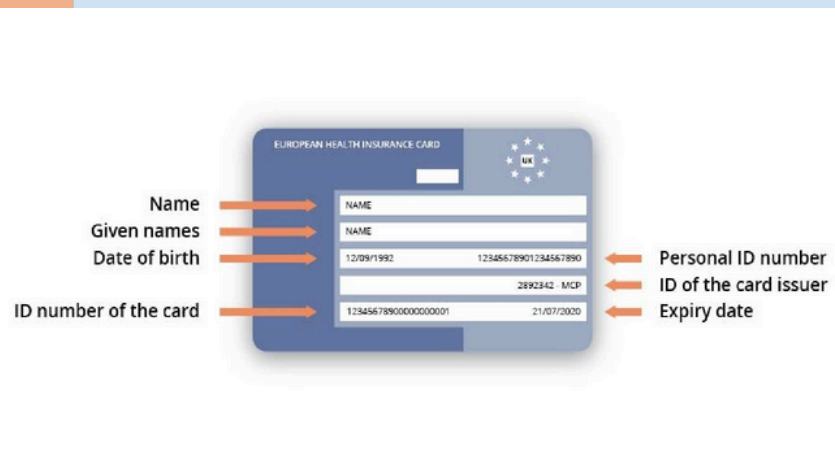 EUROPEAN HEALTH INSURANCE CARD
UK
Name
NAME
Given names
NAME
Date of birth
12/09/1992
12345678901234567890
Personal ID number
2892342 - MCP
ID of the card issuer
ID number of the card
12345678900000000001
21/07/2020
Expiry date